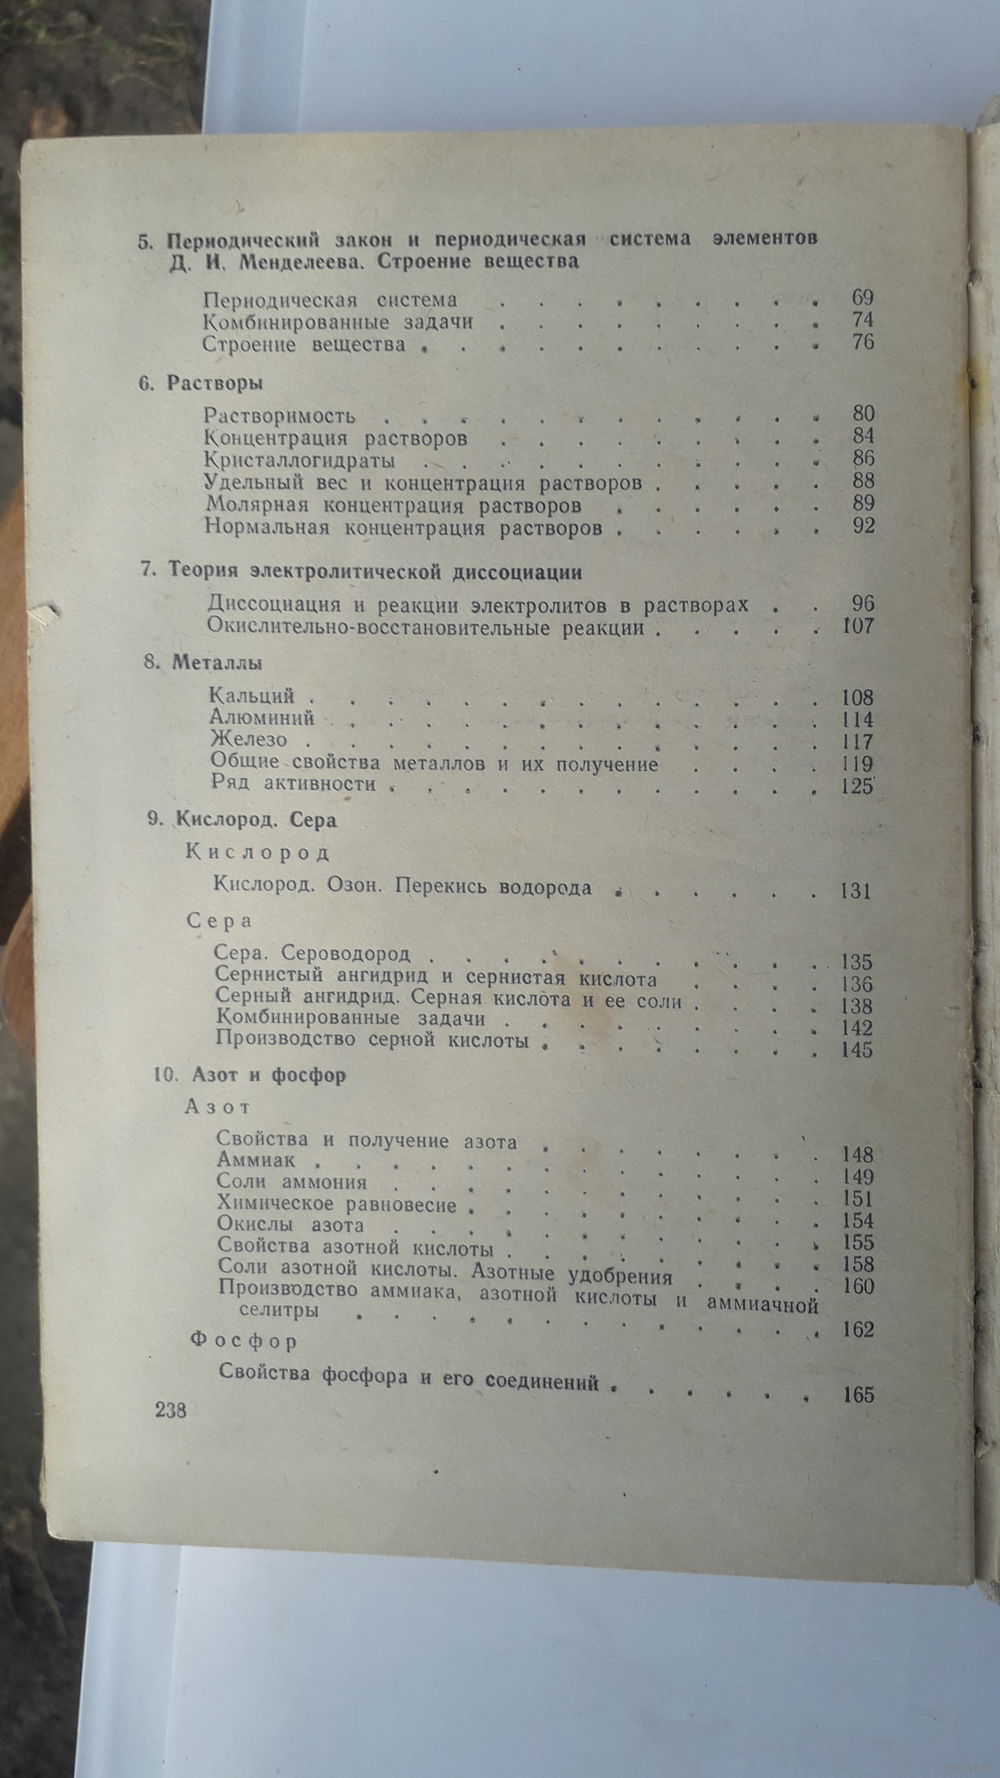 5. Периодический закон и периодическая система элементов
Д. И. Менделеева. Строение вещества
Периодическая система . . . . . . . . . 69
Комбинированные задачи . . . . . . . . . 74
Строение вещества . . . . . . . . . . . 76
6. Растворы
Растворимость . . . . . . . . . . . . 80
Концентрация растворов . . . . . . . . . 84
Кристаллогидраты . . . . . . . . . . . 86
Удельный вес и концентрация растворов . . . . . 88
Молярная концентрация растворов . . . . . . 89
Нормальная концентрация растворов . . . . . . 92
7. Теория электролитической диссоциации
Диссоциация и реакции электролитов в растворах . . 96
Окислительно-восстановительные реакции . . . . . 107
8. Металлы
Кальций . . . . . . . . . . . . . . 108
Алюминий . . . . . . . . . . . . . 114
Железо . . . . . . . . . . . . . . 117
Общие свойства металлов и их получение . . . . 119
Ряд активности . . . . . . . . . . . . 125
9. Кислород. Сера
Кислород
Кислород. Озон. Перекись водорода . . . . . . 131
Сера
Сера. Сероводород . . . . . . . . . . . 135
Сернистый ангидрид и сернистая кислота . . . . 136
Серный ангидрид. Серная кислота и ее соли . . . . 138
Комбинированные задачи . . . . . . . . . 142
Производство серной кислоты . . . . . . . . 145
10. Азот и фосфор
Азот
Свойства и получение азота . . . . . . . . 148
Аммиак . . . . . . . . . . . . . . 149
Соли аммония . . . . . . . . . . . . 151
Химическое равновесие . . . . . . . . . . 154
Окислы азота . . . . . . . . . . . . 155
Свойства азотной кислоты . . . . . . . . . 158
Соли азотной кислоты. Азотные удобрения . . . . 160
Производство аммиака, азотной кислоты и аммиачной
селитры . . . . . . . . . . . . . 162
Фосфор
Свойства фосфора и его соединений . . . . . . 165
238